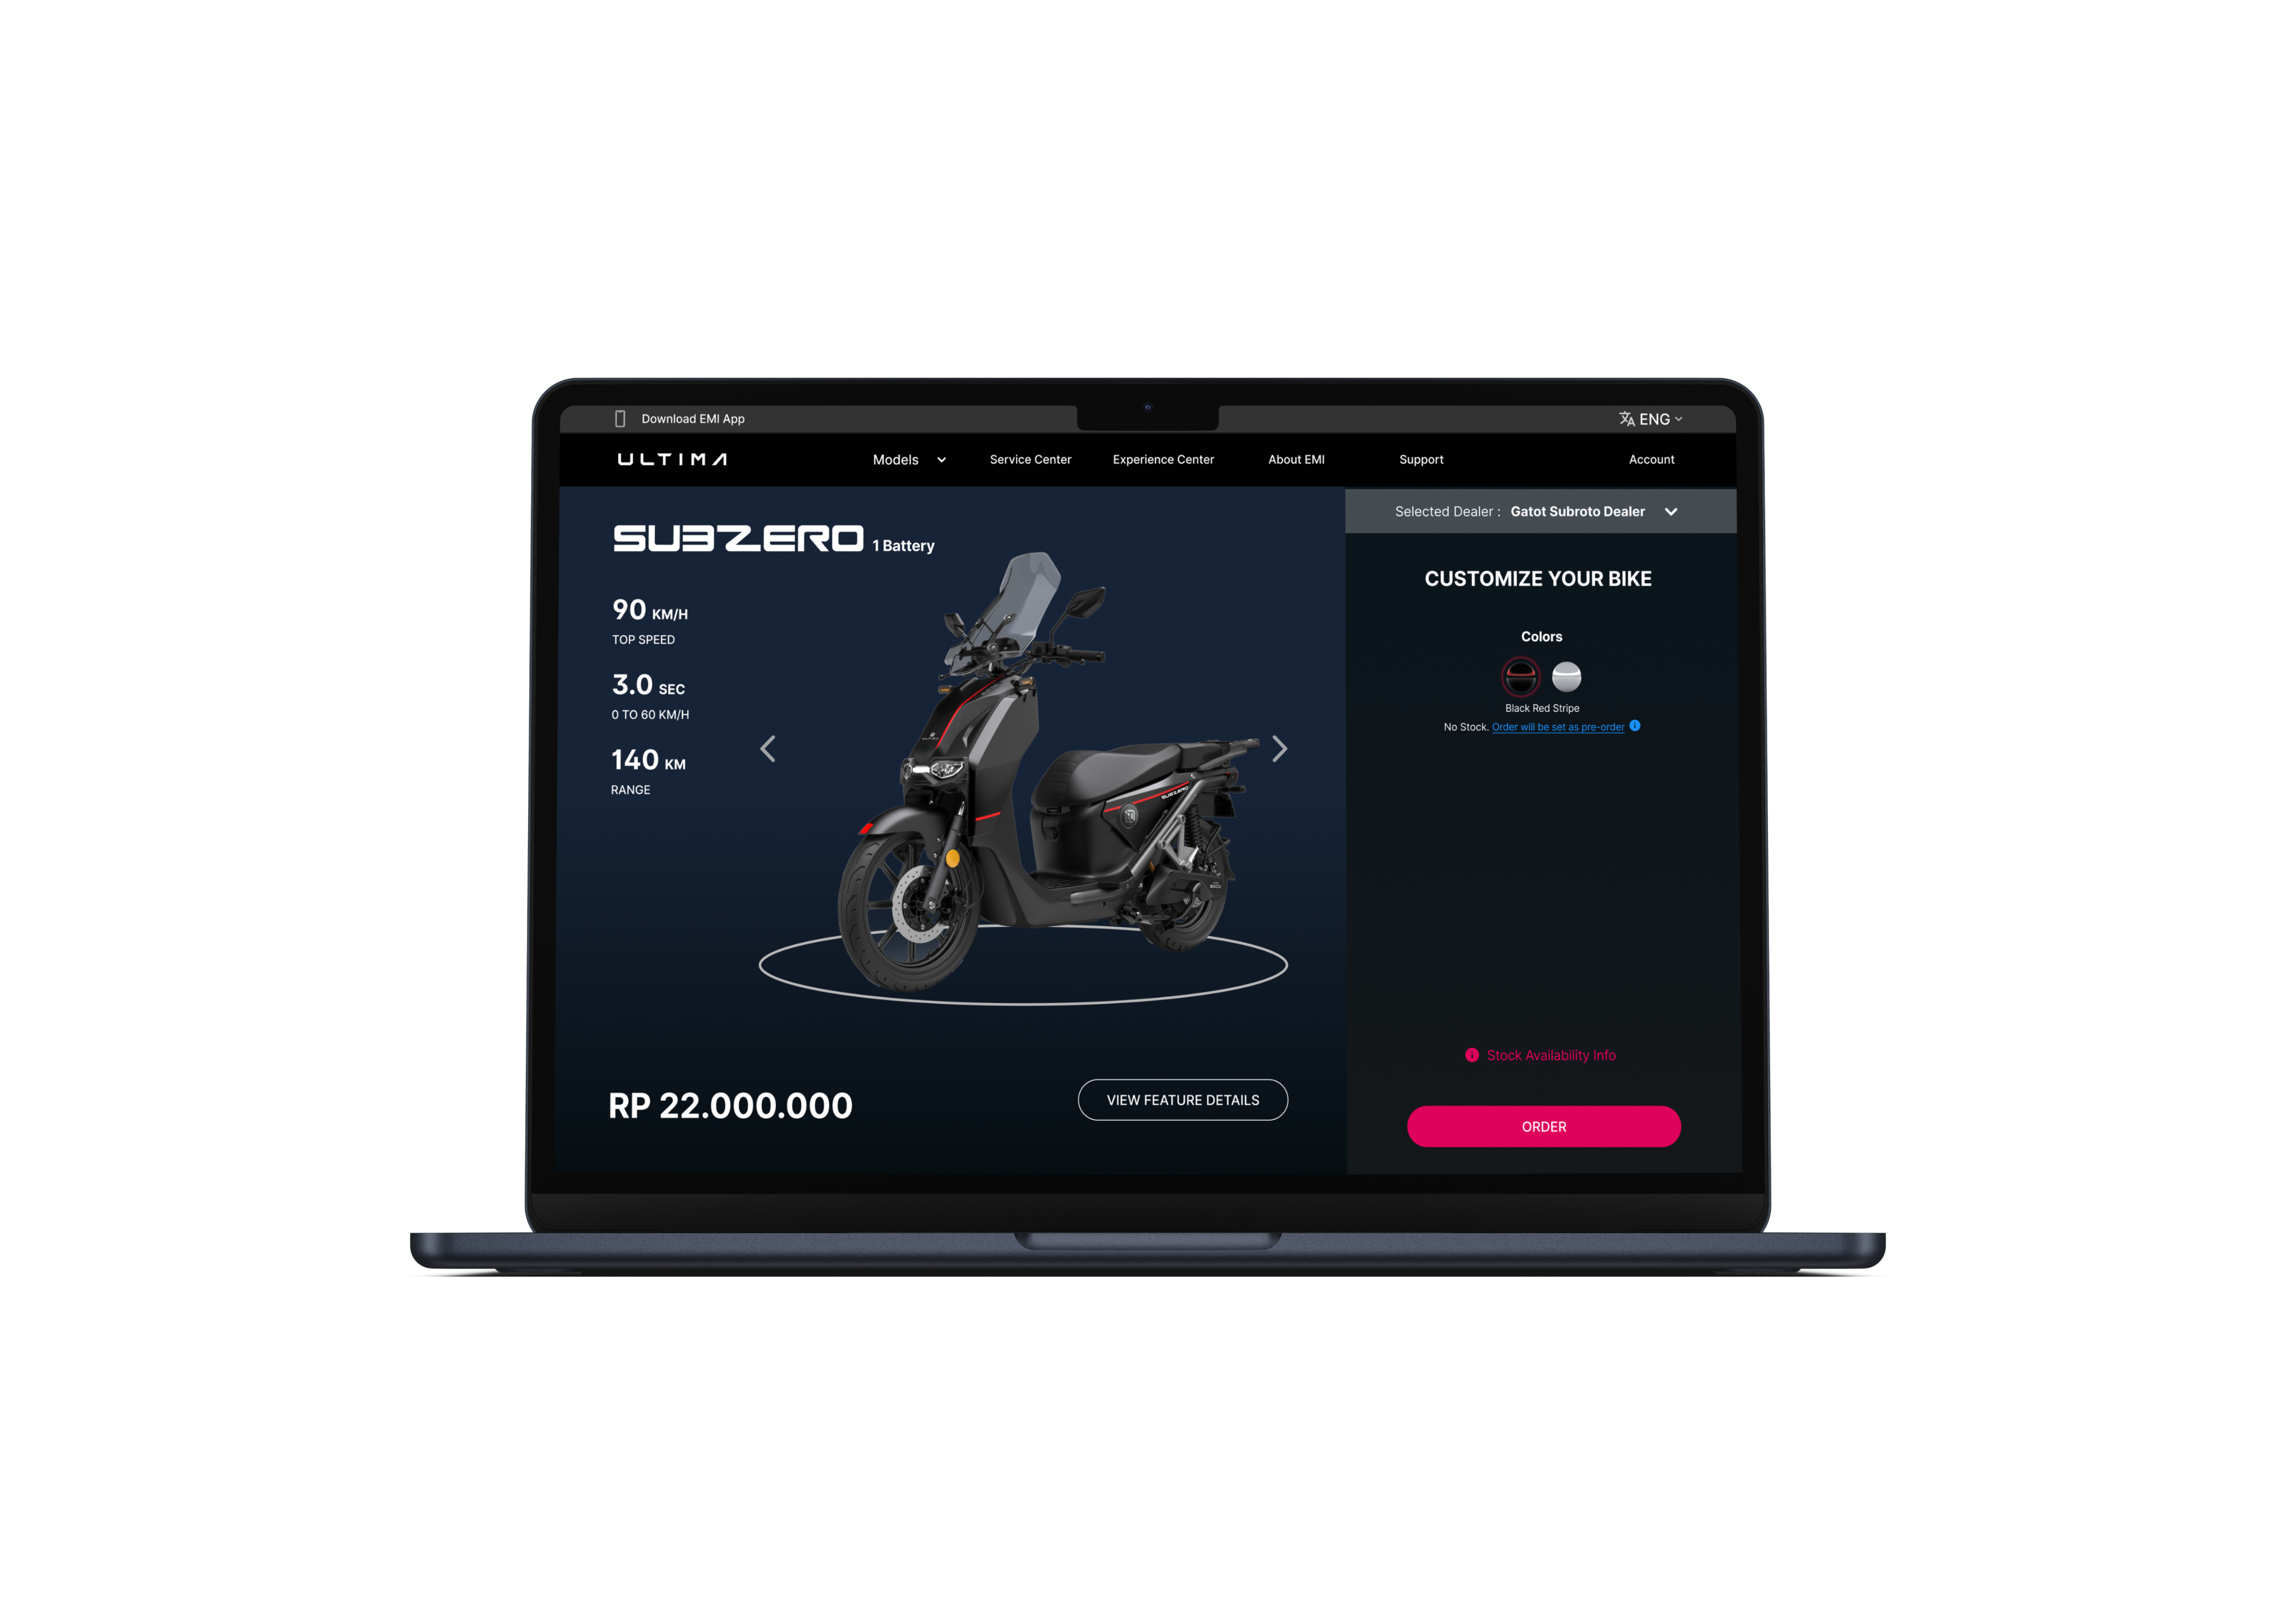 Download EMI App
ENG
ULTIMA
Models
Service Center
Experience Center
About EMI
Support
Account
SUBZERO 1 Battery
90 KM/H
TOP SPEED
3.0 SEC
0 TO 60 KM/H
140 KM
RANGE
SUBZERO
RP 22.000.000
VIEW FEATURE DETAILS
Selected Dealer : Gatot Subroto Dealer
CUSTOMIZE YOUR BIKE
Colors
Black Red Stripe
No Stock. Order will be set as pre-order
Stock Availability Info
ORDER